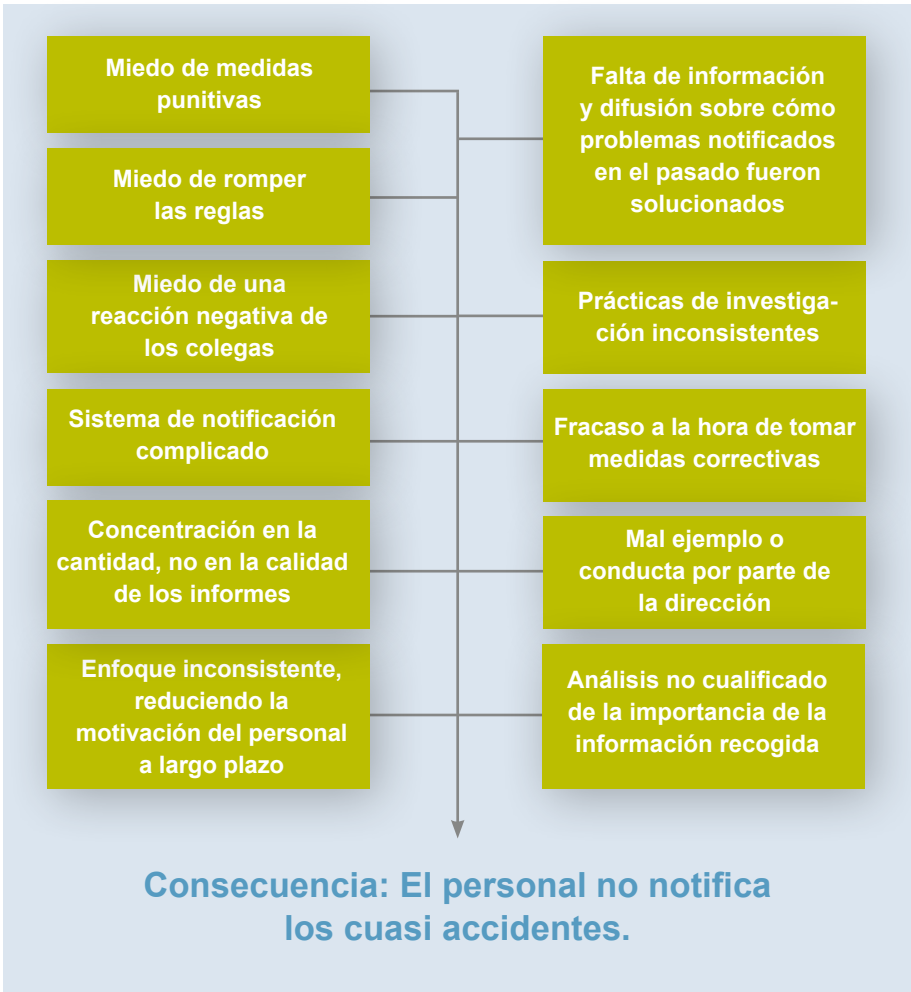 Miedo de medidas
punitivas
Miedo de romper
las reglas
Miedo de una
reacción negativa de
los colegas
Sistema de notificación
complicado
Concentración en la
cantidad, no en la calidad
de los informes
Enfoque inconsistente,
reduciendo la
motivación del personal
a largo plazo
Falta de información
y difusión sobre cómo
problemas notificados
en el pasado fueron
solucionados
Prácticas de investiga-
ción inconsistentes
Fracaso a la hora de tomar
medidas correctivas
Mal ejemplo o
conducta por parte de
la dirección
Análisis no cualificado
de la importancia de la
información recogida
Consecuencia: El personal no notifica
los cuasi accidentes.